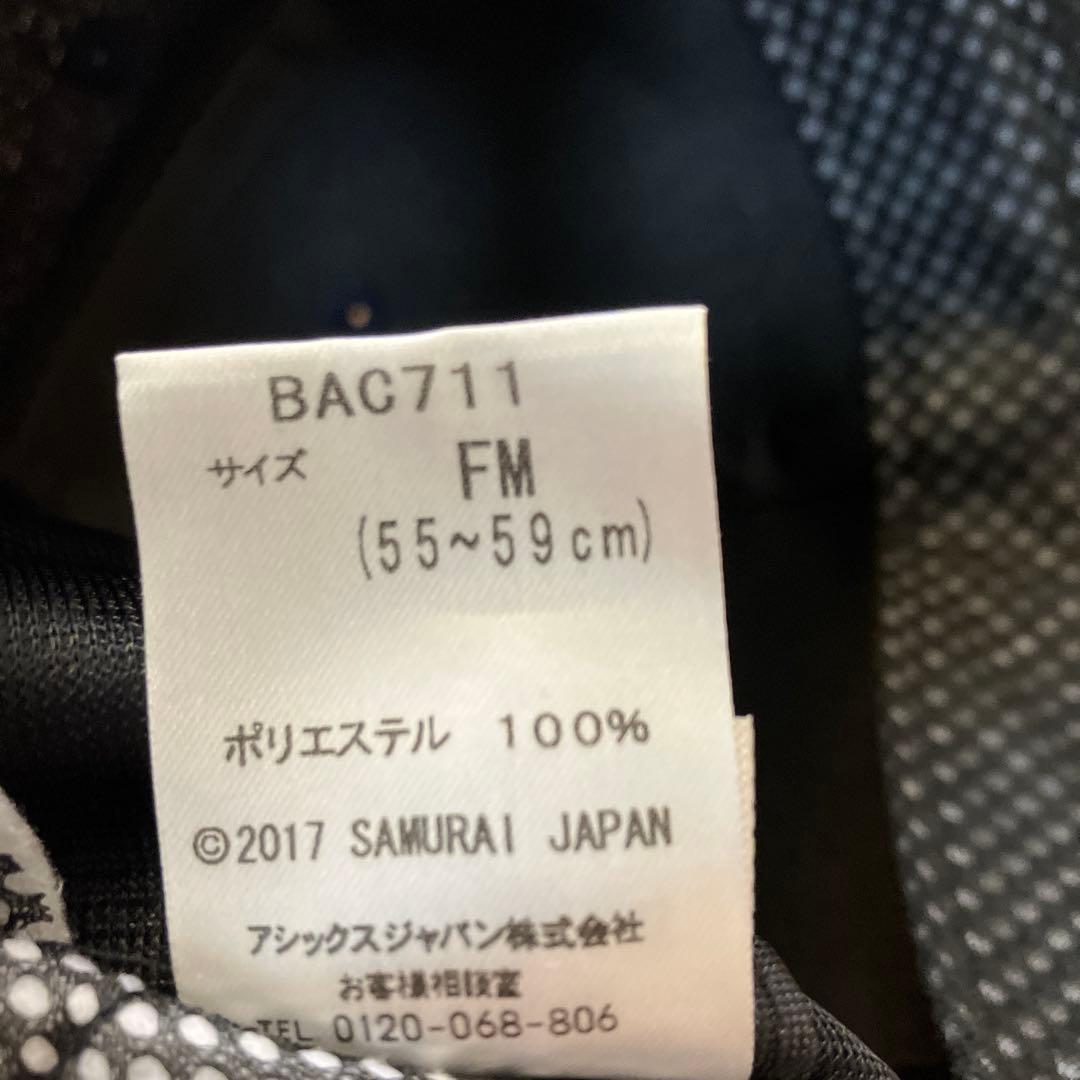 BAC711
サイズ FM
(55~59cm)
ポリエステル 100%
©2017 SAMURAI JAPAN
アシックスジャパン株式会社
お客様相談室
TEL 0120-068-806